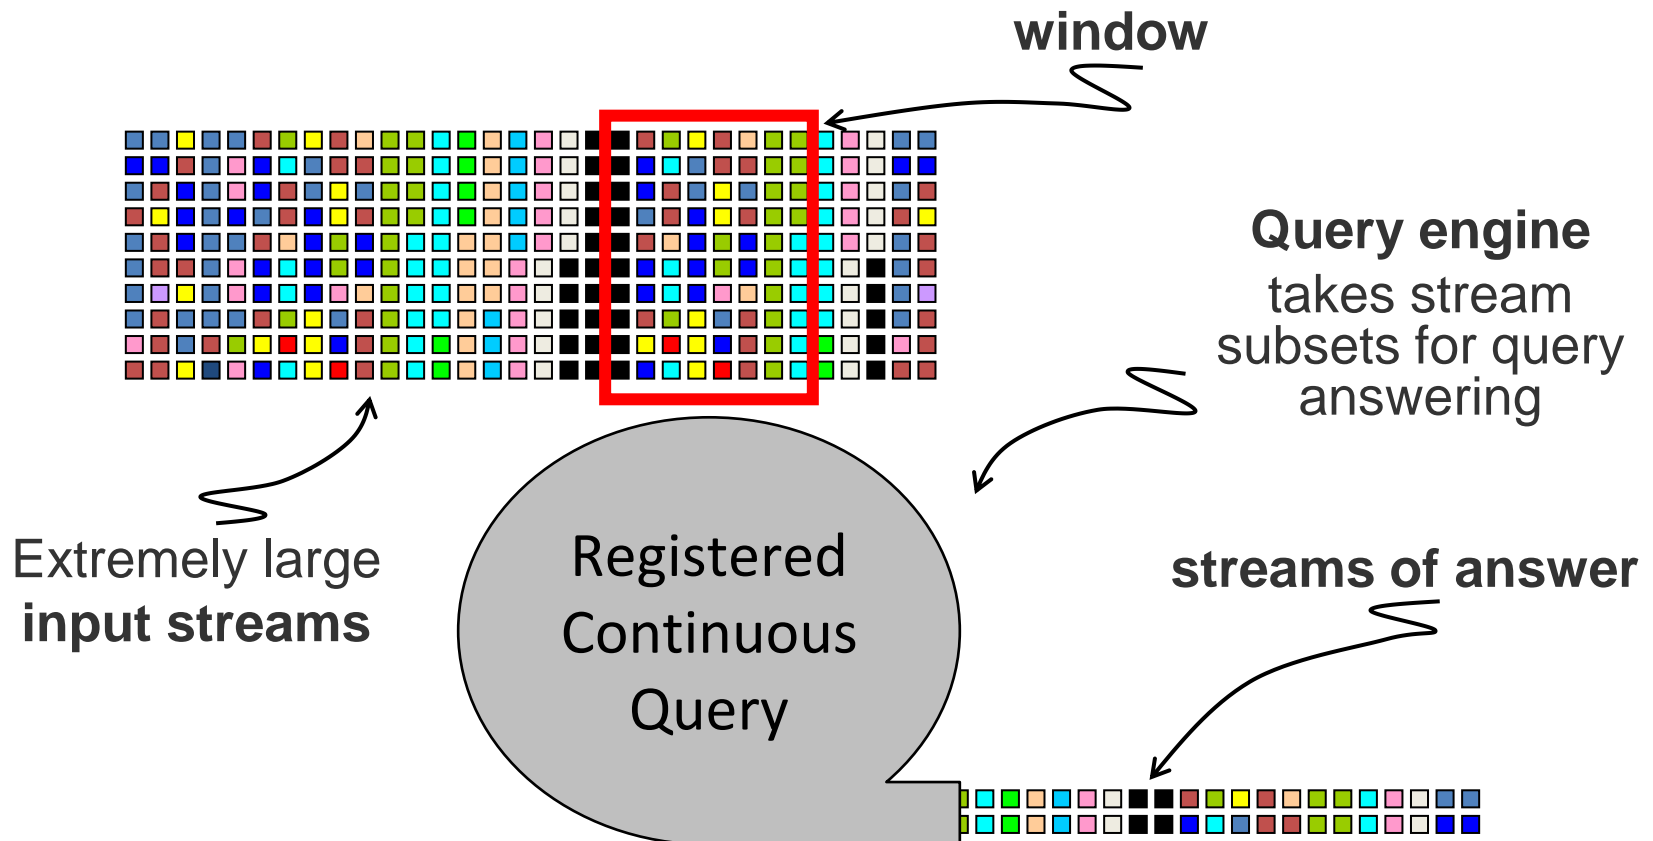 window
Query engine
takes stream
subsets for query
answering
Extremely large
input streams
Registered
Continuous
Query
streams of answer